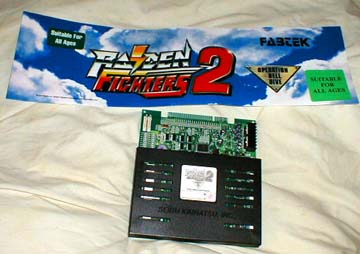 Suitable For
All Ages
RAIDEN
FIGHTERS 2
FABTEK
OPERATION
HELL
DIVE
SUITABLE
FOR
ALL AGES
SEIBU KAIHATSU, INC.